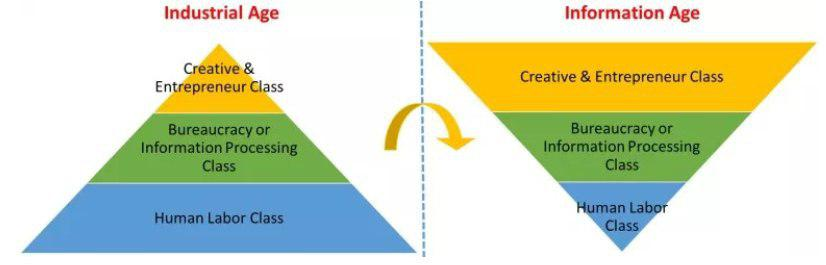 Industrial Age
Creative &
Entrepreneur Class
Bureaucracy or
Information Processing
Class
Human Labor Class
Information Age
Creative & Entrepreneur Class
Bureaucracy or
Information Processing
Class
Human Labor
Class